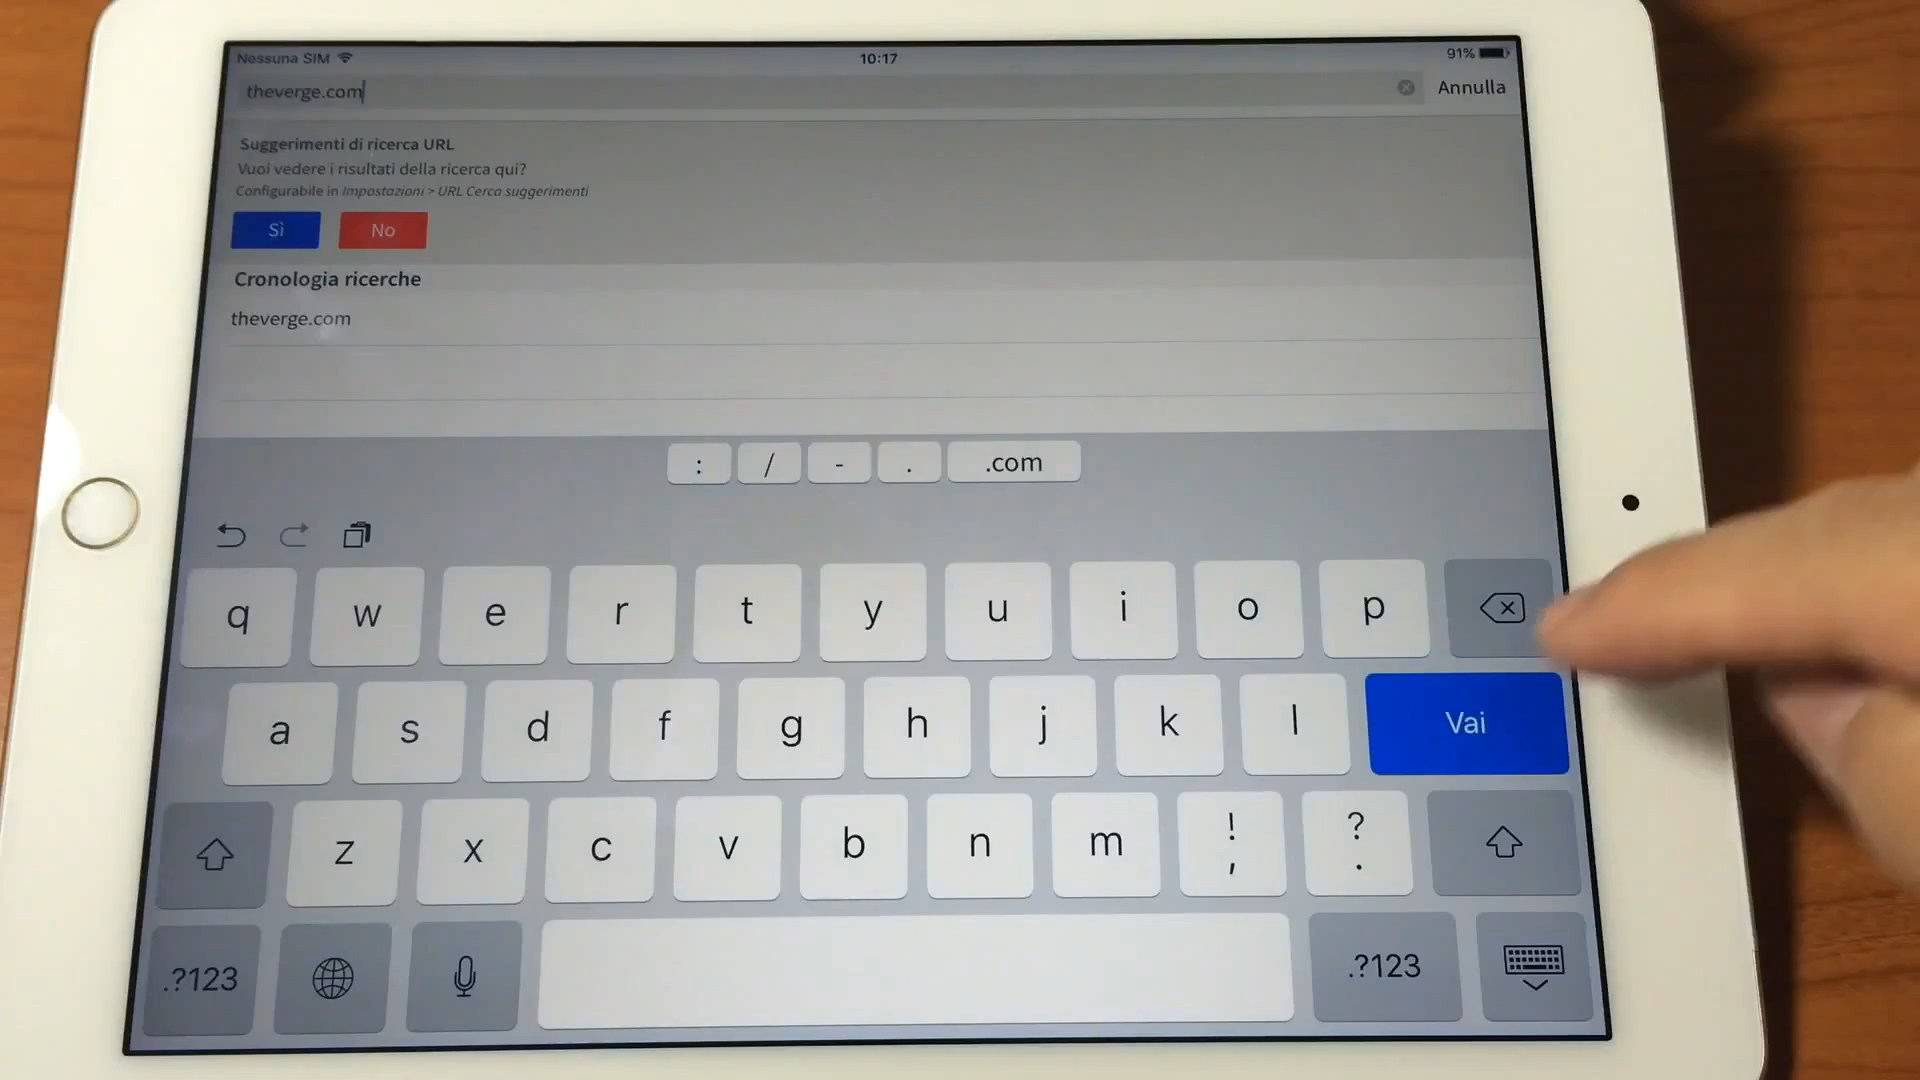 Nessuna SIM 10:17 91%
theverge.com Annulla
Suggerimenti di ricerca URL
Vuoi vedere i risultati della ricerca qui?
Configurabile in Impostazioni > URL Cerca suggerimenti
Sì No
Cronologia ricerche
theverge.com
: / - . .com
q w e r t y u i o p
a s d f g h j k l Vai
z x c v b n m ! , ? .
.?123 .?123